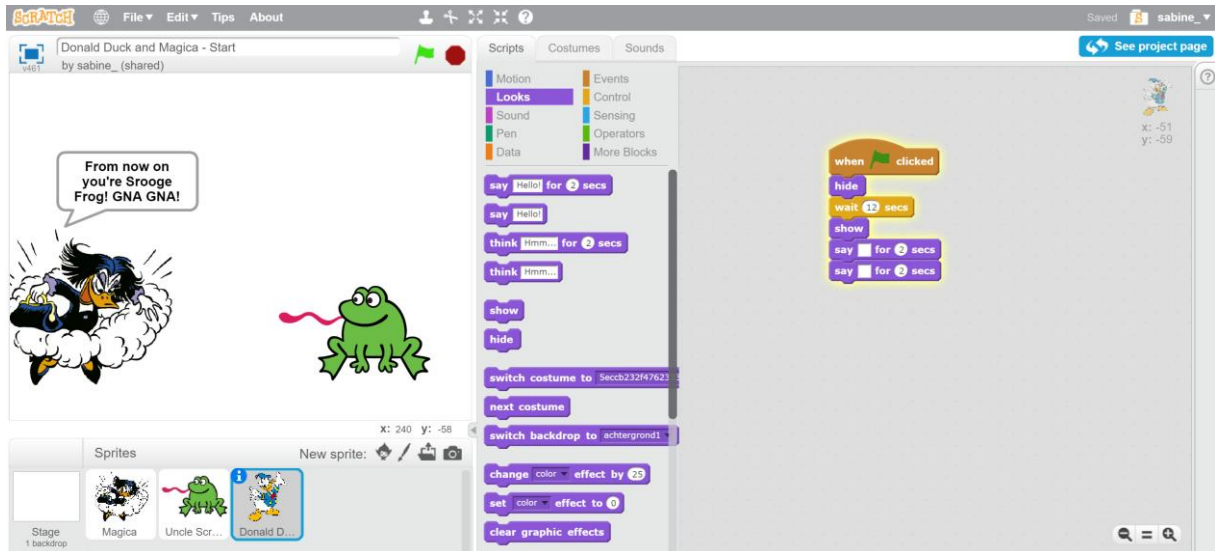 SCRATCH File Edit Tips About Saved sabine_
v461 Donald Duck and Magica - Start
by sabine_ (shared)
From now on
you're Srooge
Frog! GNA GNA!
x: 240 y: -58
Sprites New sprite:
Stage
1 backdrop
Magica
Uncle Scr...
Donald D...
Scripts Costumes Sounds
Motion Events
Looks Control
Sound Sensing
Pen Operators
Data More Blocks
say Hello! for 2 secs
say Hello!
think Hmm... for 2 secs
think Hmm...
show
hide
switch costume to
next costume
switch backdrop to achtergrond1
change color effect by 25
set color effect to 0
clear graphic effects
See project page
x: -51
y: -59
when clicked
hide
wait 12 secs
show
say for 2 secs
say for 2 secs